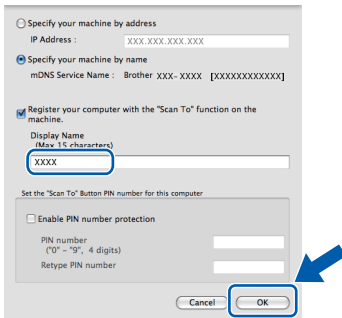 Specify your machine by address
IP Address : XXX.XXX.XXX.XXX
Specify your machine by name
mDNS Service Name : Brother XXX-XXXX [XXXXXXXXXXXX]
Register your computer with the "Scan To" function on the
machine.
Display Name
(Max 15 characters)
XXXX
Set the "Scan To" Button PIN number for this computer
Enable PIN number protection
PIN number
("0" - "9", 4 digits)
Retype PIN number
Cancel OK